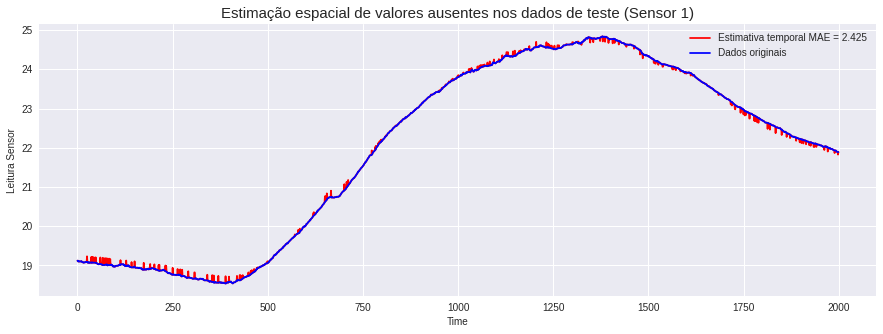 Estimação espacial de valores ausentes nos dados de teste (Sensor 1)
25
24
23
22
21
20
19
Leitura Sensor
Estimativa temporal MAE = 2.425
Dados originais
0 250 500 750 1000 1250 1500 1750 2000
Time